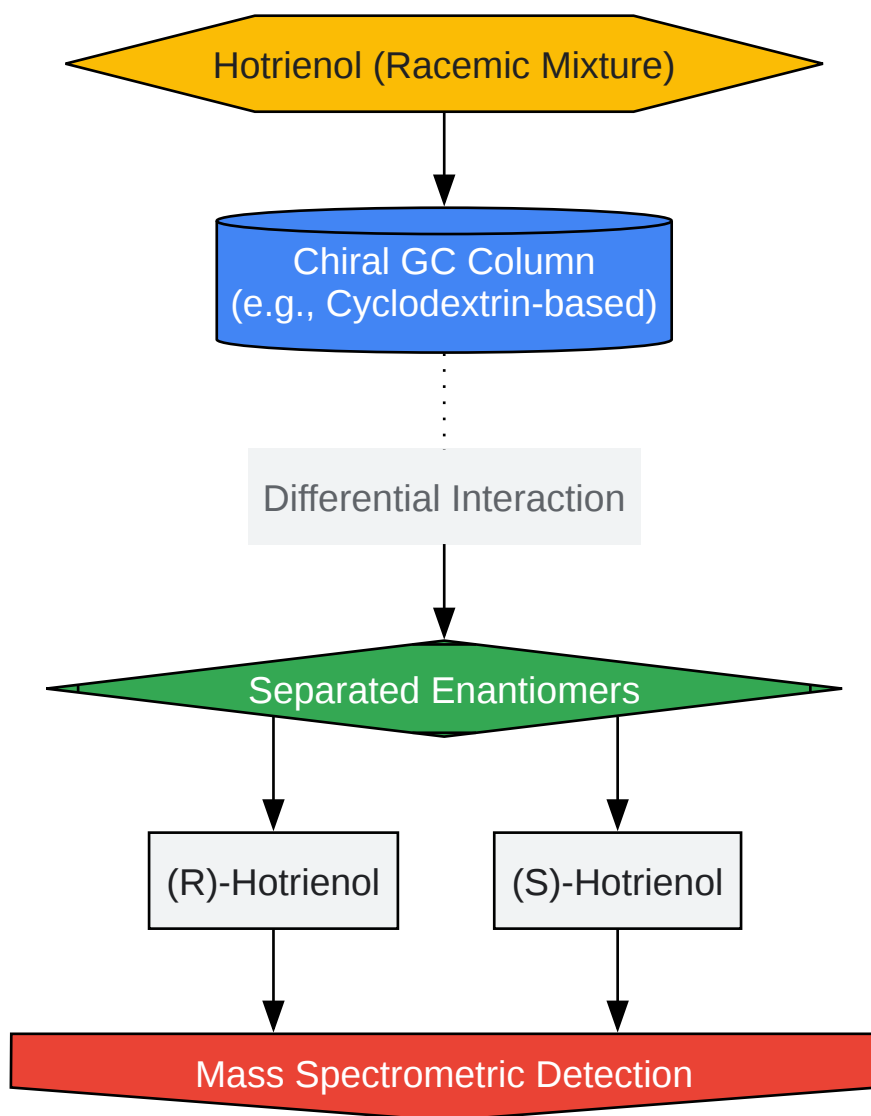 Hotrienol (Racemic Mixture)
Chiral GC Column
(e.g., Cyclodextrin-based)
Differential Interaction
Separated Enantiomers
(R)-Hotrienol
(S)-Hotrienol
Mass Spectrometric Detection